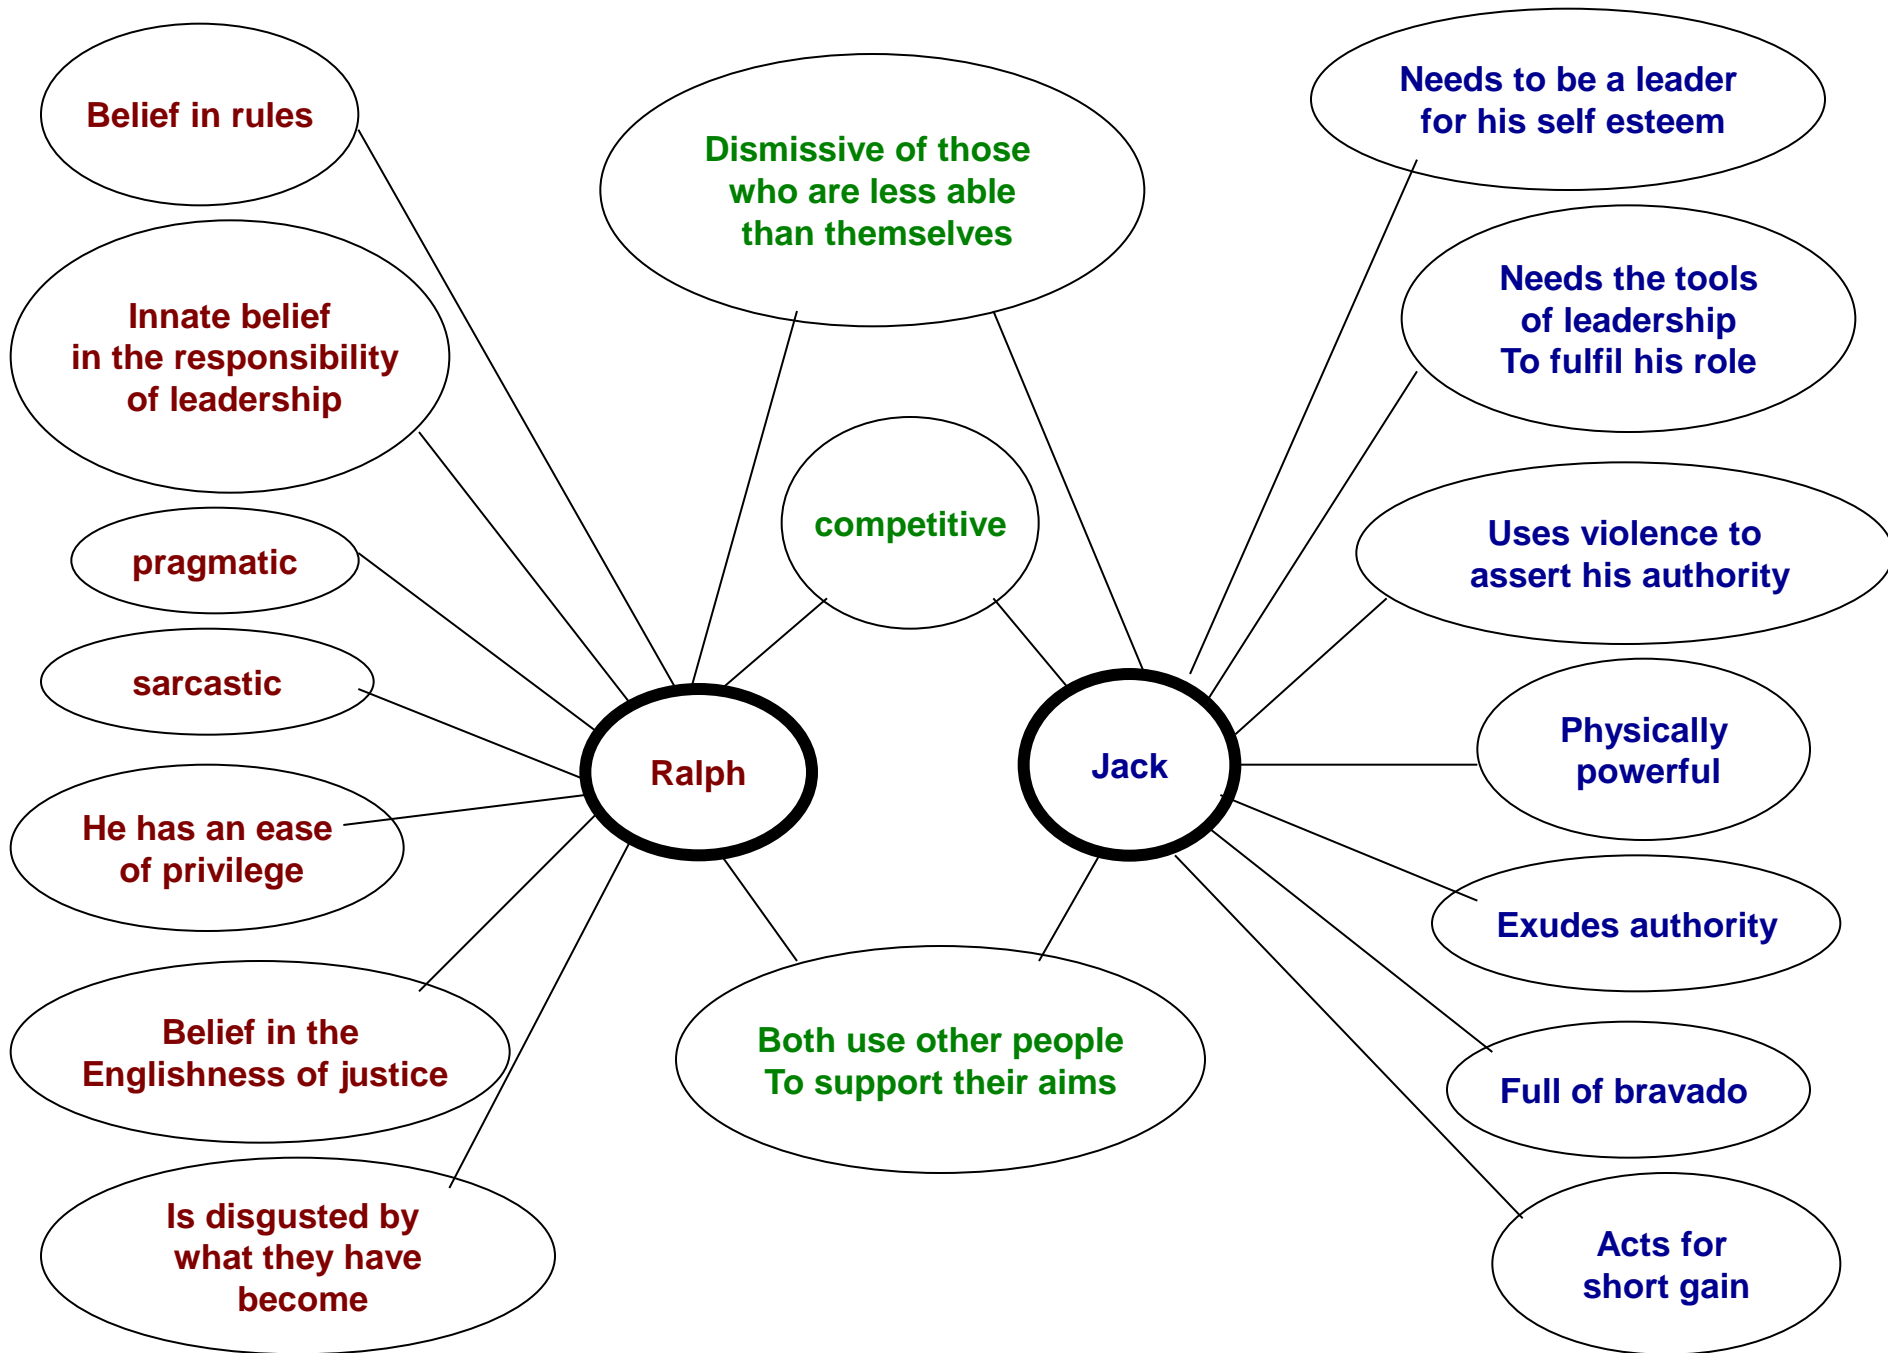 Belief in rules
Innate belief
in the responsibility
of leadership
pragmatic
sarcastic
He has an ease
of privilege
Belief in the
Englishness of justice
Is disgusted by
what they have
become
Dismissive of those
who are less able
than themselves
competitive
Ralph
Jack
Both use other people
To support their aims
Needs to be a leader
for his self esteem
Needs the tools
of leadership
To fulfil his role
Uses violence to
assert his authority
Physically
powerful
Exudes authority
Full of bravado
Acts for
short gain